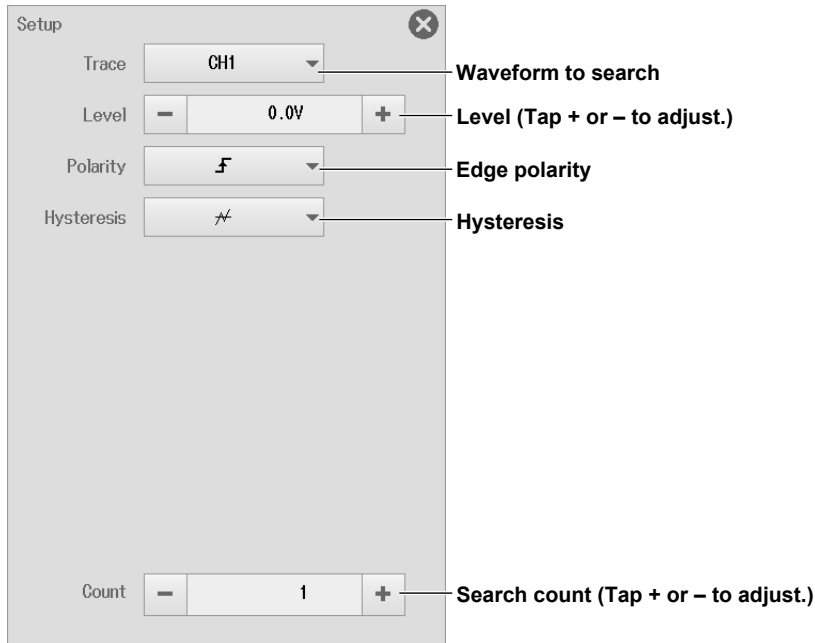 Setup
Trace CH1 Waveform to search
Level − 0.0V + Level (Tap + or – to adjust.)
Polarity Edge polarity
Hysteresis Hysteresis
Count − 1 + Search count (Tap + or – to adjust.)